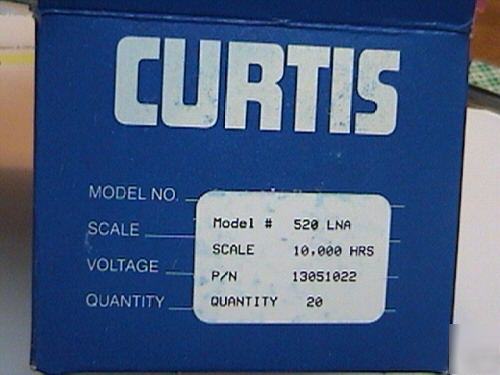 CURTIS
MODEL NO.
SCALE
VOLTAGE
QUANTITY
Model # 520 LNA
SCALE 10,000 HRS
P/N 13051022
QUANTITY 20